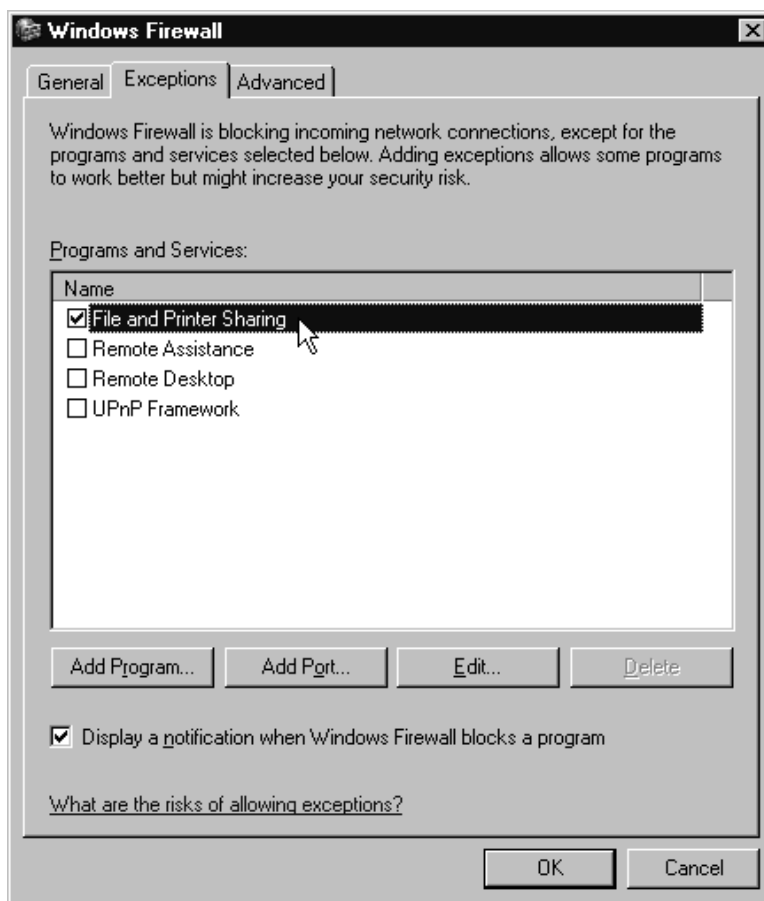 Windows Firewall
General Exceptions Advanced
Windows Firewall is blocking incoming network connections, except for the
programs and services selected below. Adding exceptions allows some programs
to work better but might increase your security risk.
Programs and Services:
Name
File and Printer Sharing
Remote Assistance
Remote Desktop
UPnP Framework
Add Program... Add Port... Edit... Delete
Display a notification when Windows Firewall blocks a program
What are the risks of allowing exceptions?
OK Cancel